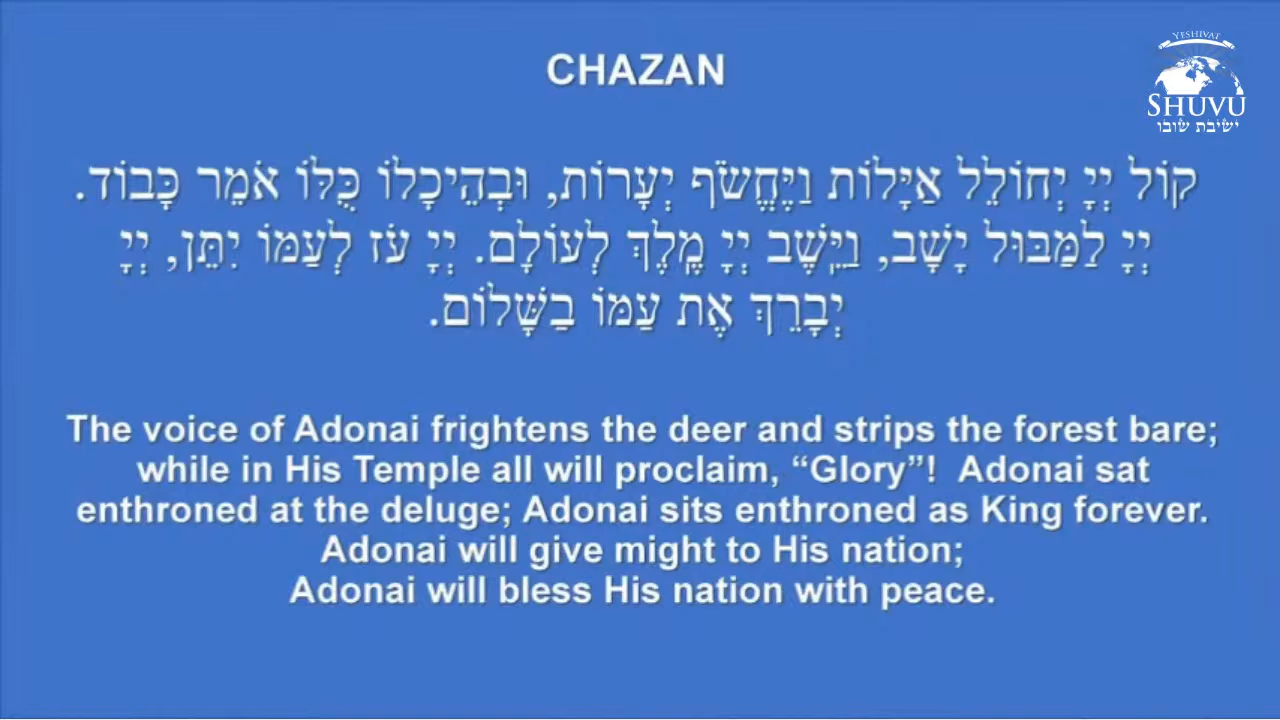 CHAZAN
YESHIVAT
SHUVU
ישיבת שובו
קוֹל יְיָ יְחוֹלֵל אַיָּלוֹת וַיֶּחֱשֹׂף יְעָרוֹת, וּבְהֵיכָלוֹ כֻּלּוֹ אֹמֵר כָּבוֹד.
יְיָ לַמַּבּוּל יָשָׁב, וַיֵּשֶׁב יְיָ מֶלֶךְ לְעוֹלָם. יְיָ עֹז לְעַמּוֹ יִתֵּן, יְיָ
יְבָרֵךְ אֶת עַמּוֹ בַשָּׁלוֹם.
The voice of Adonai frightens the deer and strips the forest bare;
while in His Temple all will proclaim, “Glory”!  Adonai sat
enthroned at the deluge; Adonai sits enthroned as King forever.
Adonai will give might to His nation;
Adonai will bless His nation with peace.